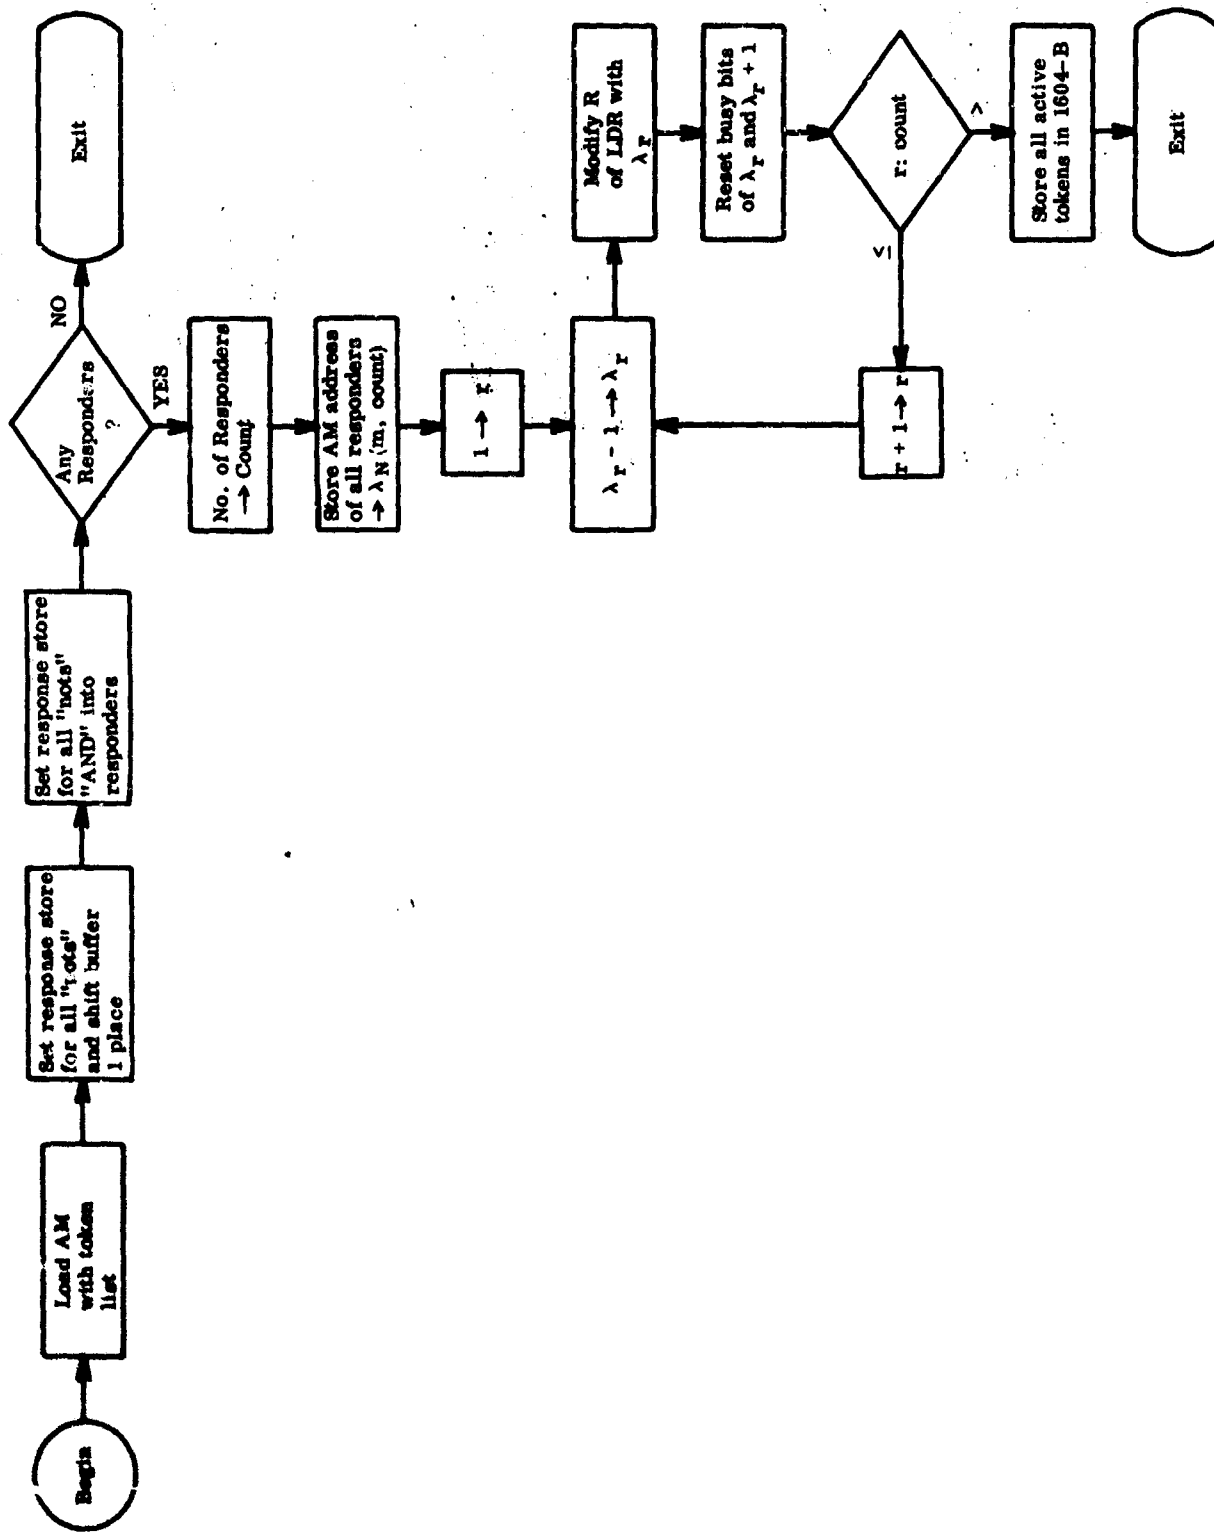 Begin
Load AM
with token
list
Set response store
for all "nots"
and shift buffer
1 place
Set response store
for all "nots"
"AND" into
responders
Any
Responders
?
NO
Exit
YES
No. of Responders
→ Count
Store AM address
of all responders
→ λN (m, count)
1 → r
λr - 1 → λr
Modify R
of LDR with
λr
Reset busy bits
of λr and λr + 1
r: count
≤
r + 1 → r
>
Store all active
tokens in 1604-B
Exit